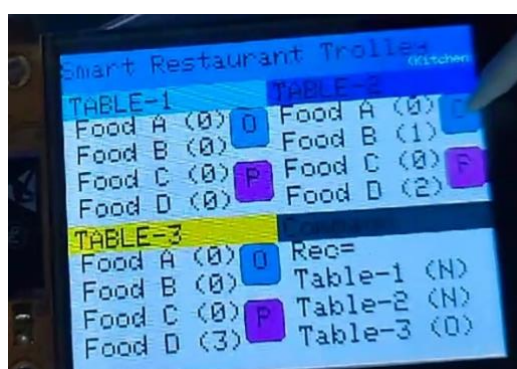 Smart Restaurant Trolley
(Kitchen
TABLE-1
Food A (0)
Food B (0)
Food C (0)
Food D (0)
O
P
TABLE-2
Food A (0)
Food B (1)
Food C (0)
Food D (2)
O
P
TABLE-3
Food A (0)
Food B (0)
Food C (0)
Food D (3)
O
P
Rec=
Table-1 (N)
Table-2 (N)
Table-3 (O)